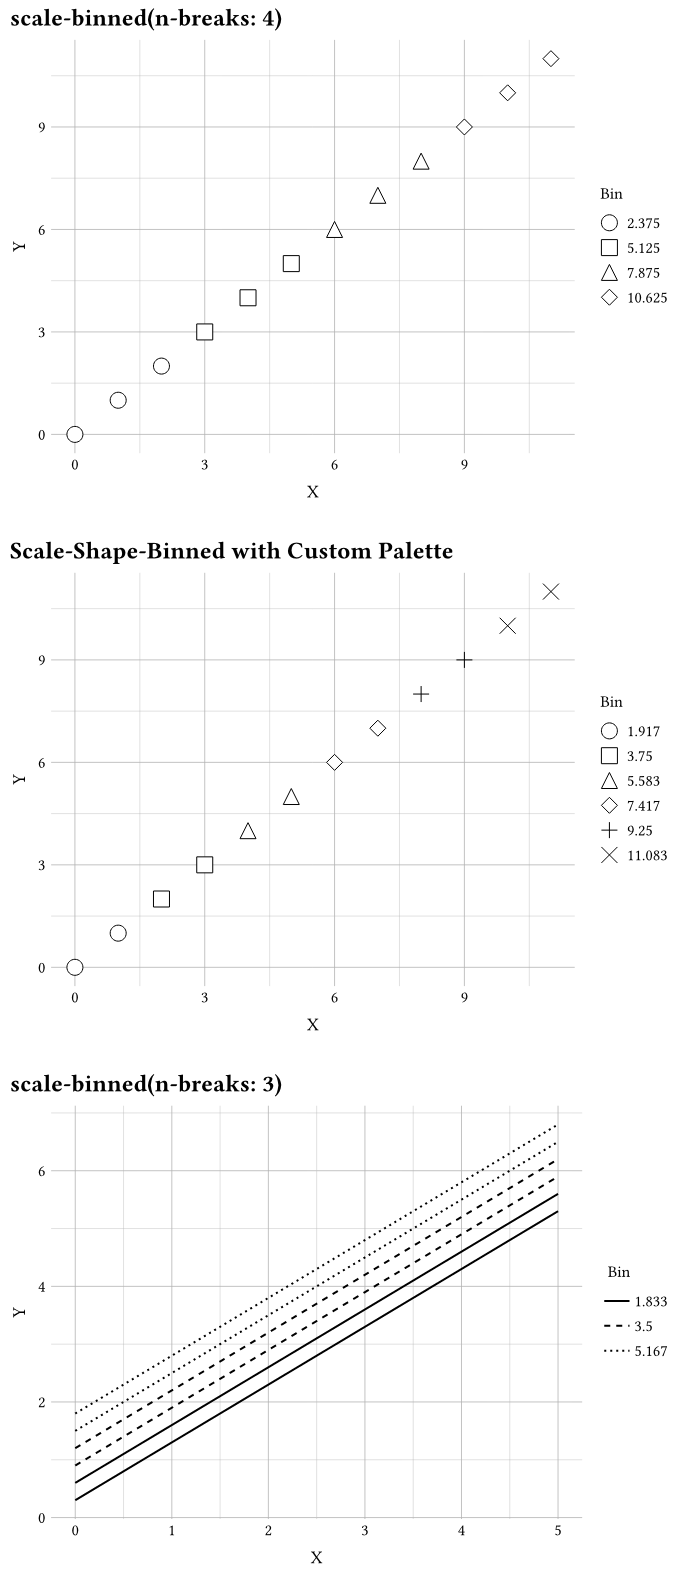 scale-binned(n-breaks: 4)
9
6
3
0
Y
0 3 6 9
X
Bin
2.375
5.125
7.875
10.625
Scale-Shape-Binned with Custom Palette
9
6
3
0
Y
0 3 6 9
X
Bin
1.917
3.75
5.583
7.417
9.25
11.083
scale-binned(n-breaks: 3)
6
4
2
0
Y
0 1 2 3 4 5
X
Bin
1.833
3.5
5.167